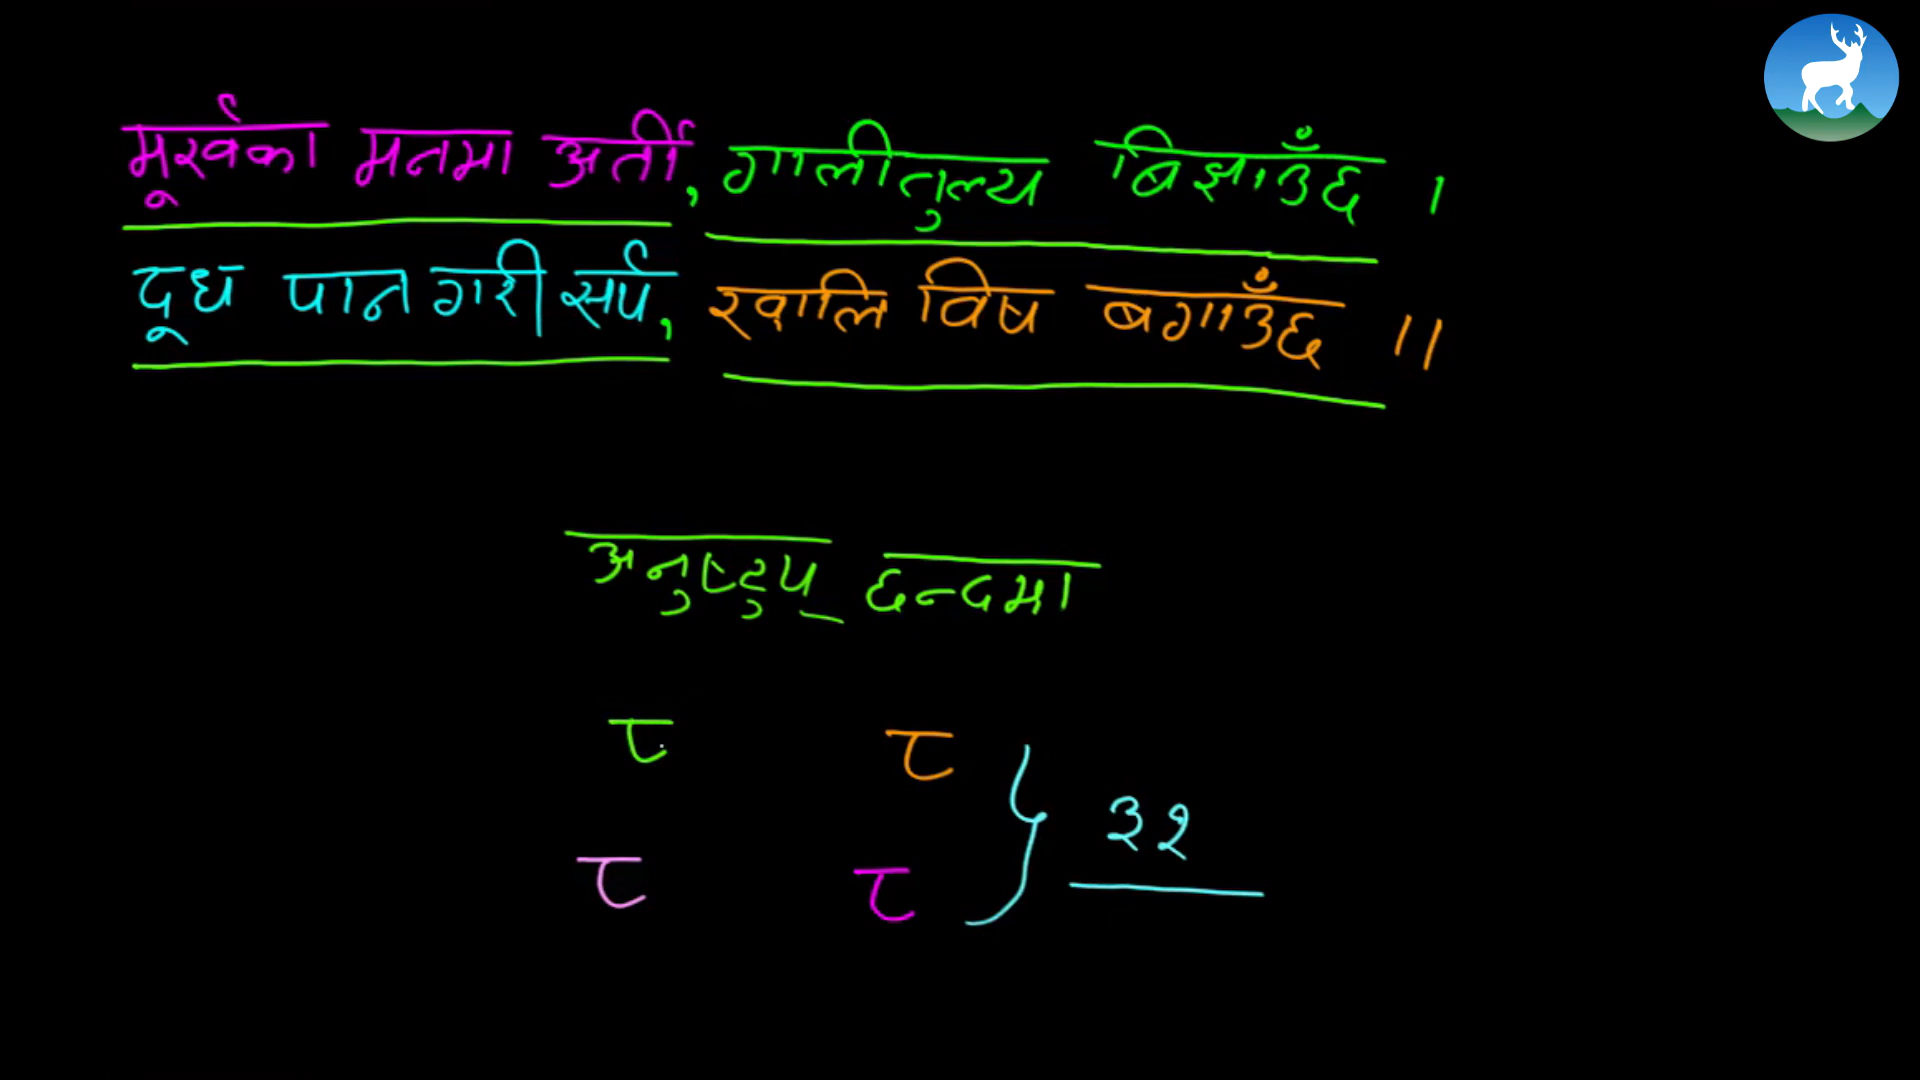 मूर्खका मनमा अर्ती, गालीतुल्य बिझाउँछ ।
दूध पान गरी सर्प, खालि विष बगाउँछ ।।
अनुष्टुप् छन्दमा
८ ८
३२
८ ८